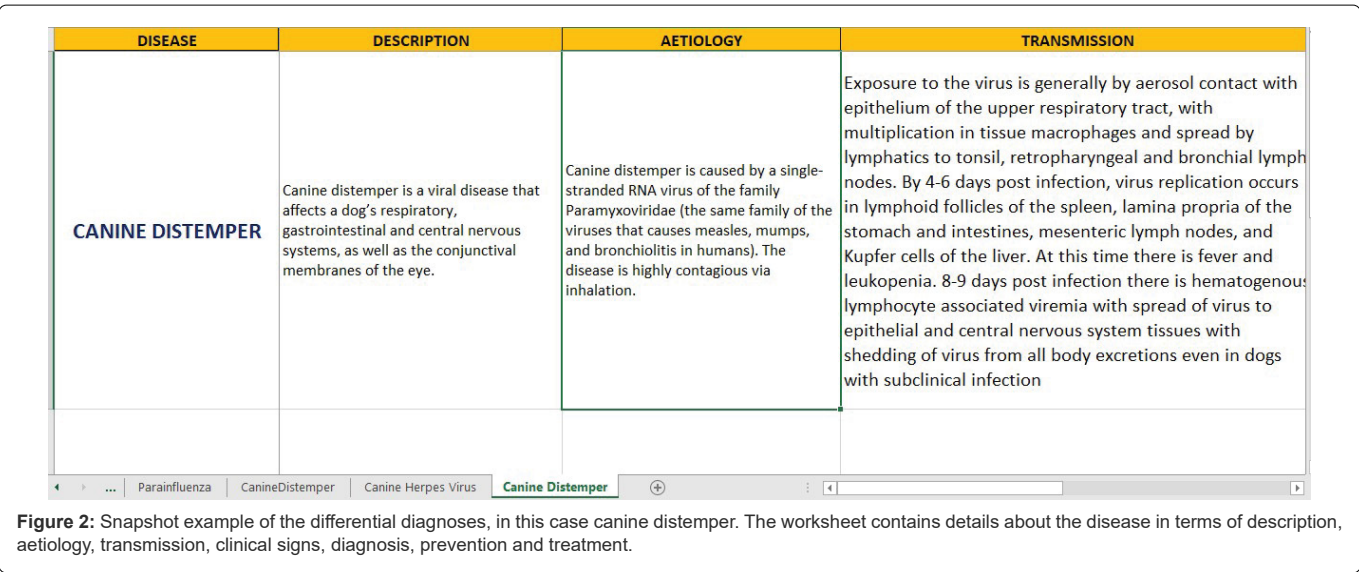 DISEASE
DESCRIPTION
AETIOLOGY
TRANSMISSION
CANINE DISTEMPER
Canine distemper is a viral disease that
affects a dog's respiratory,
gastrointestinal and central nervous
systems, as well as the conjunctival
membranes of the eye.
Canine distemper is caused by a single-
stranded RNA virus of the family
Paramyxoviridae (the same family of the
viruses that causes measles, mumps,
and bronchiolitis in humans). The
disease is highly contagious via
inhalation.
Exposure to the virus is generally by aerosol contact with
epithelium of the upper respiratory tract, with
multiplication in tissue macrophages and spread by
lymphatics to tonsil, retropharyngeal and bronchial lymph
nodes. By 4-6 days post infection, virus replication occurs
in lymphoid follicles of the spleen, lamina propria of the
stomach and intestines, mesenteric lymph nodes, and
Kupfer cells of the liver. At this time there is fever and
leukopenia. 8-9 days post infection there is hematogenous
lymphocyte associated viremia with spread of virus to
epithelial and central nervous system tissues with
shedding of virus from all body excretions even in dogs
with subclinical infection
... Parainfluenza CanineDistemper Canine Herpes Virus Canine Distemper
Figure 2: Snapshot example of the differential diagnoses, in this case canine distemper. The worksheet contains details about the disease in terms of description,
aetiology, transmission, clinical signs, diagnosis, prevention and treatment.